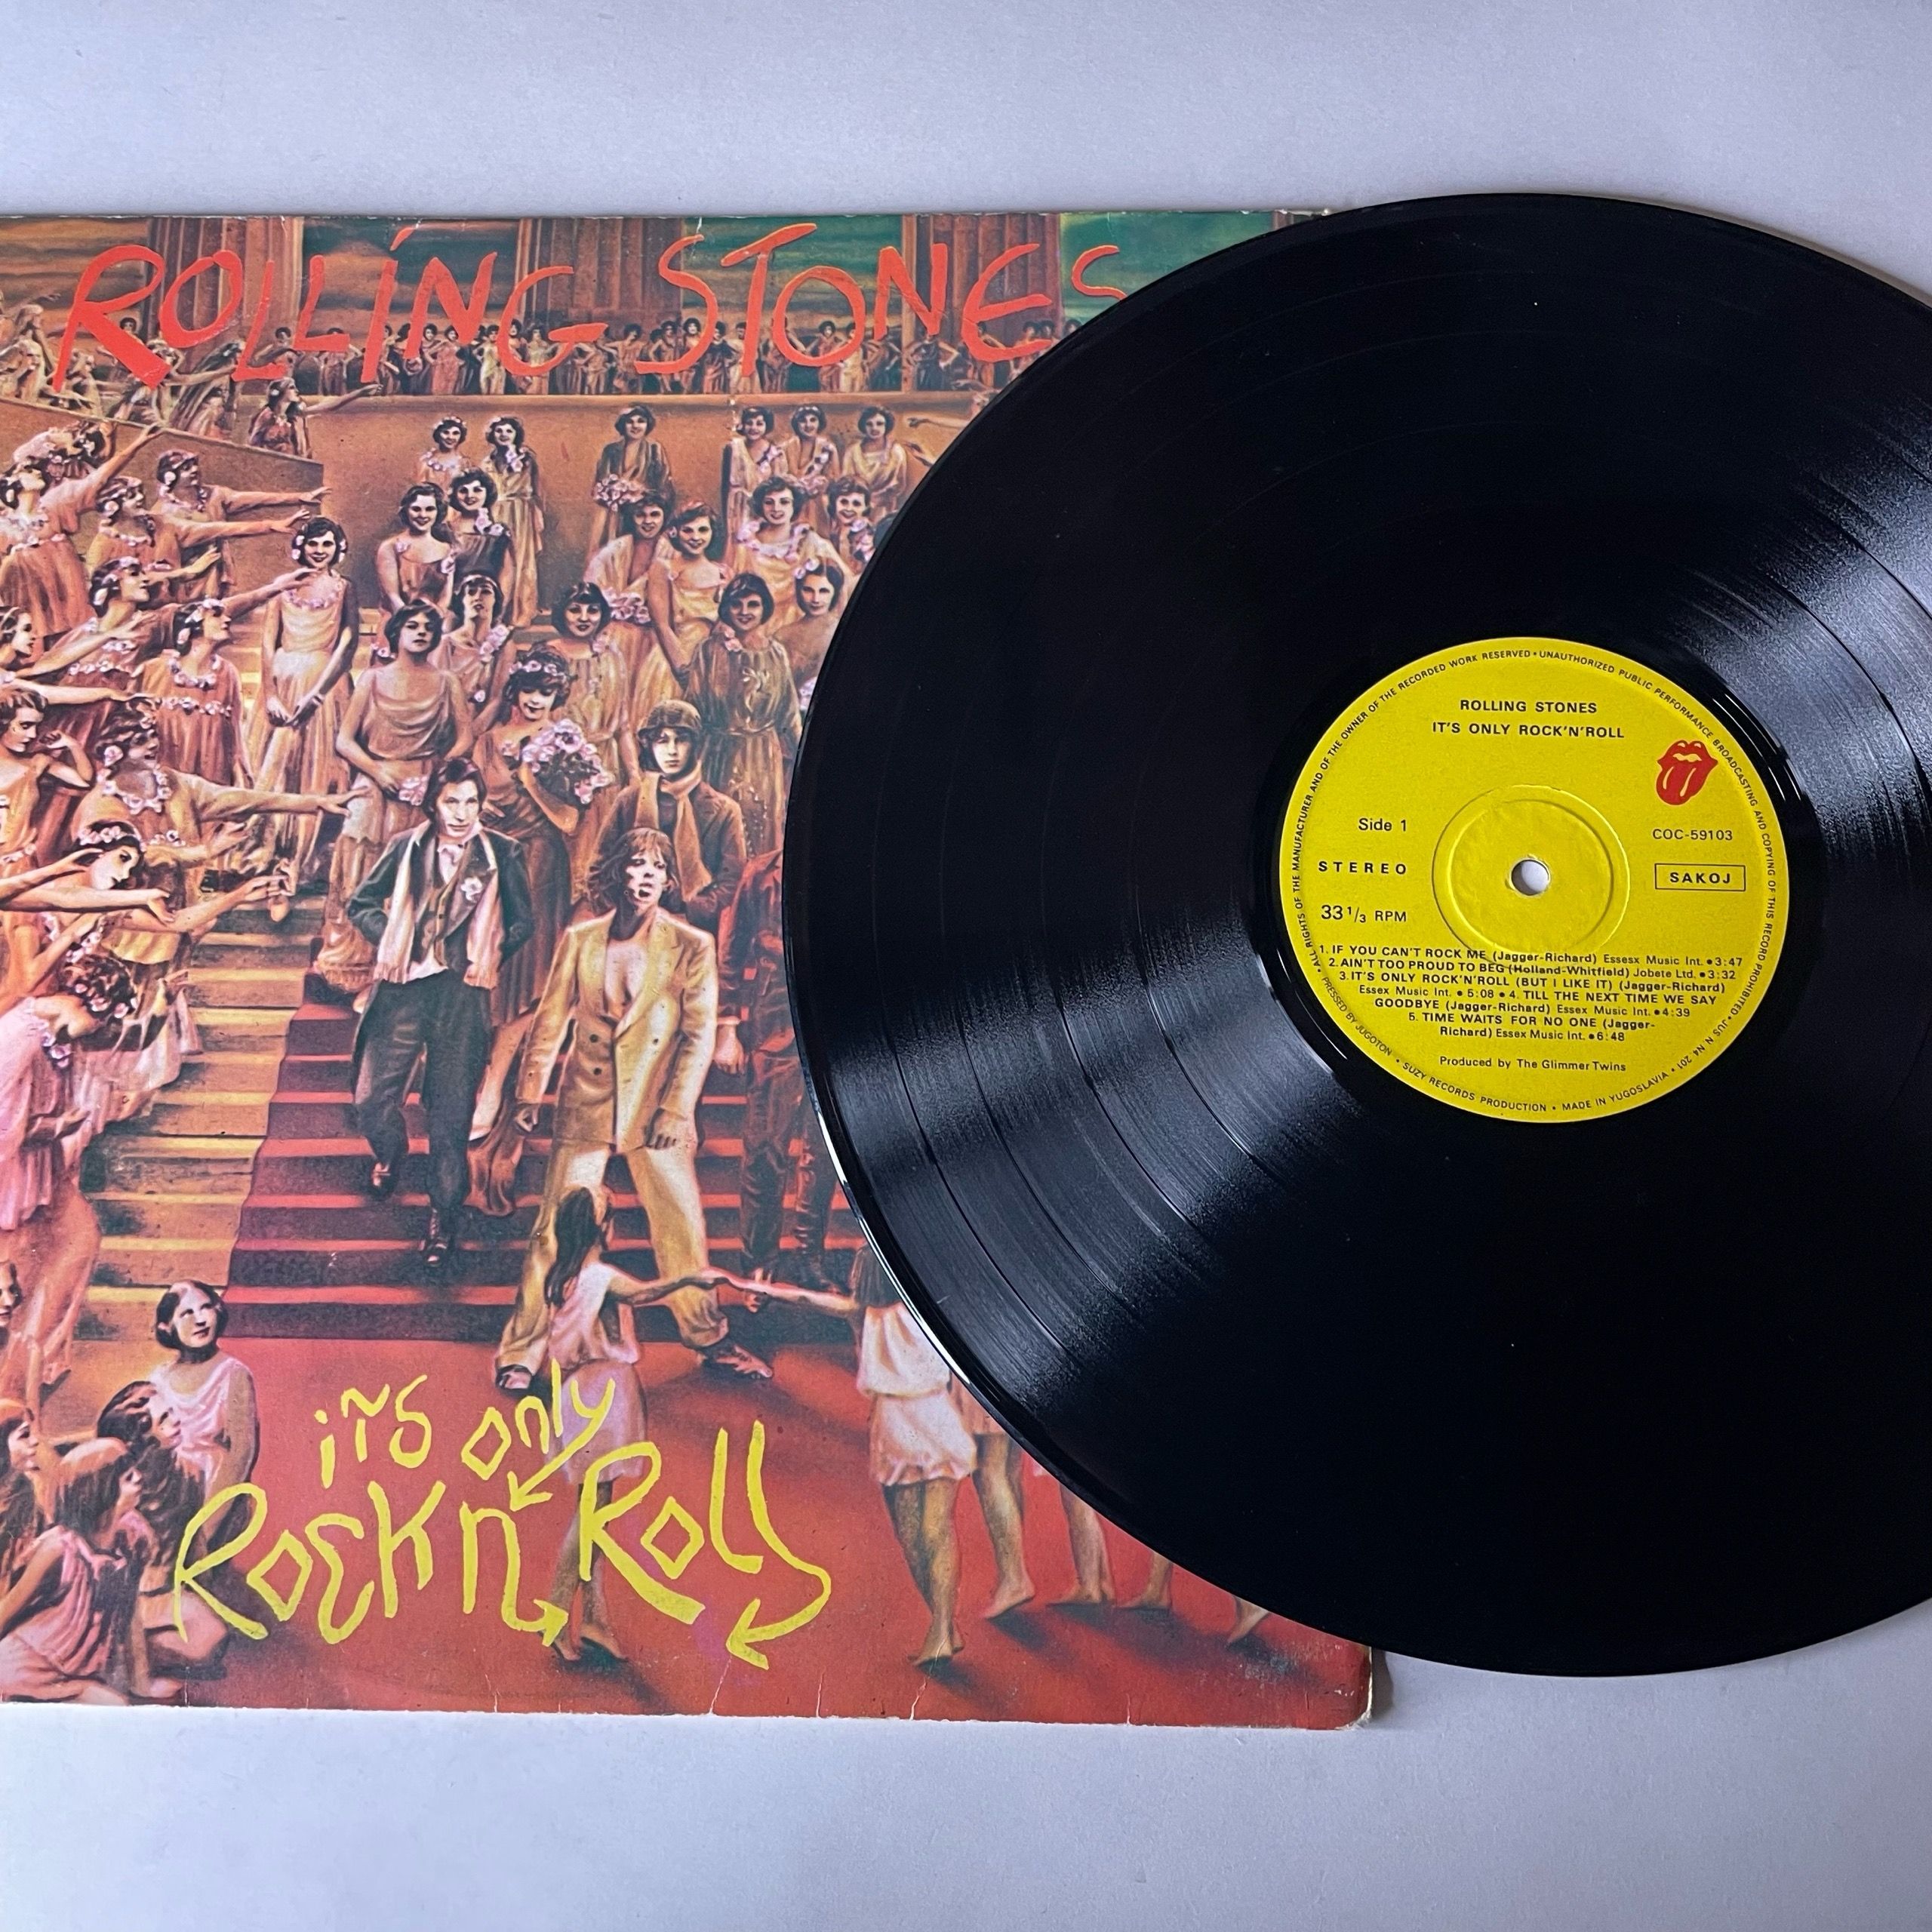 ROLLING STONES
iTS only
Rock n Roll
ALL RIGHTS OF THE MANUFACTURER AND OF THE OWNER OF THE RECORDED WORK RESERVED • UNAUTHORIZED PUBLIC PERFORMANCE BROADCASTING AND COPYING OF THIS RECORD PROHIBITED • JUS N N4 201 •
PRESSED BY JUGOTON • SUZY RECORDS PRODUCTION • MADE IN YUGOSLAVIA •
ROLLING STONES
IT'S ONLY ROCK'N'ROLL
Side 1
COC-59103
STEREO
SAKOJ
33 1/3 RPM
1. IF YOU CAN'T ROCK ME (Jagger-Richard) Essesx Music Int. • 3:47
2. AIN'T TOO PROUD TO BEG (Holland-Whitfield) Jobete Ltd. • 3:32
3. IT'S ONLY ROCK'N'ROLL (BUT I LIKE IT) (Jagger-Richard)
Essex Music Int. • 5:08 • 4. TILL THE NEXT TIME WE SAY
GOODBYE (Jagger-Richard) Essex Music Int. • 4:39
5. TIME WAITS FOR NO ONE (Jagger-
Richard) Essex Music Int. • 6:48
Produced by The Glimmer Twins